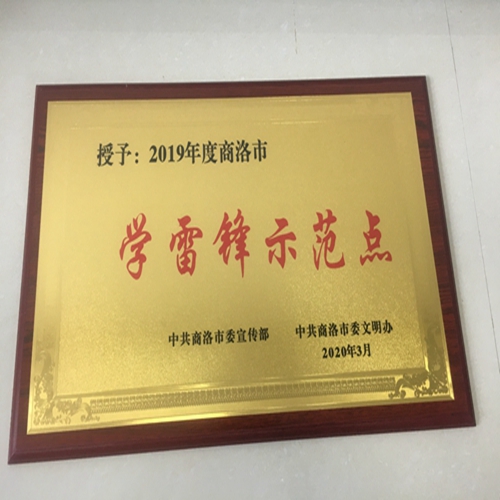 授予：2019年度商洛市
学雷锋示范点
中共商洛市委宣传部 中共商洛市委文明办
2020年3月